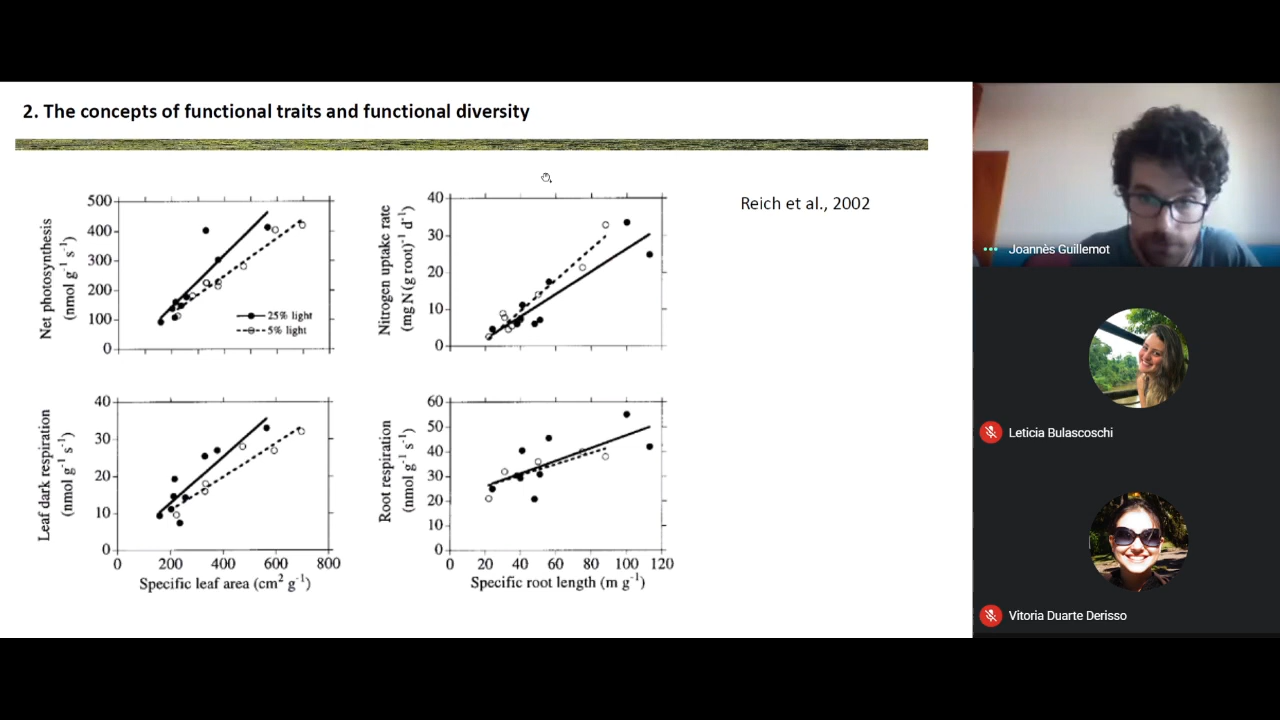 2. The concepts of functional traits and functional diversity
Reich et al., 2002
Net photosynthesis
(nmol g⁻¹ s⁻¹)
500
400
300
200
100
0
25% light
5% light
Nitrogen uptake rate
(mg N (g root)⁻¹ d⁻¹)
40
30
20
10
0
Leaf dark respiration
(nmol g⁻¹ s⁻¹)
40
30
20
10
0
0 200 400 600 800
Specific leaf area (cm² g⁻¹)
Root respiration
(nmol g⁻¹ s⁻¹)
60
50
40
30
20
10
0
0 20 40 60 80 100 120
Specific root length (m g⁻¹)
Joannès Guillemot
Leticia Bulascoschi
Vitoria Duarte Derisso